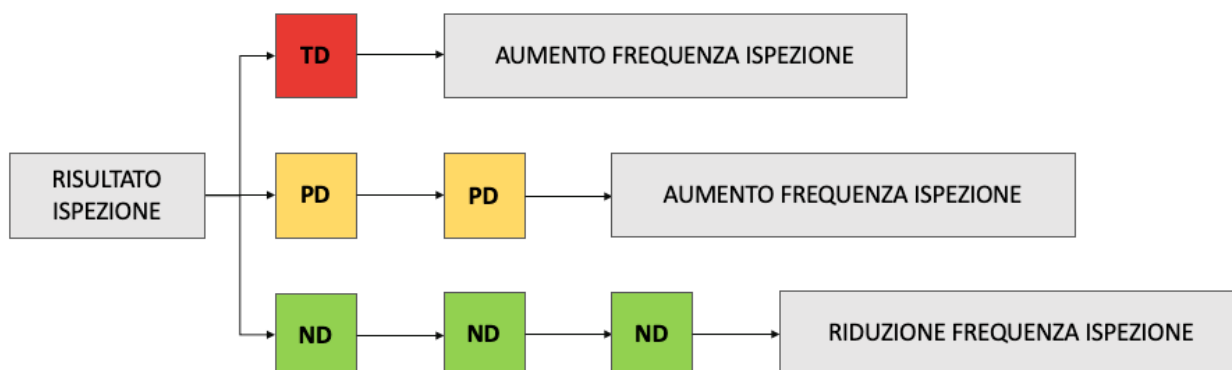 TD
AUMENTO FREQUENZA ISPEZIONE
RISULTATO
ISPEZIONE
PD
PD
AUMENTO FREQUENZA ISPEZIONE
ND
ND
ND
RIDUZIONE FREQUENZA ISPEZIONE